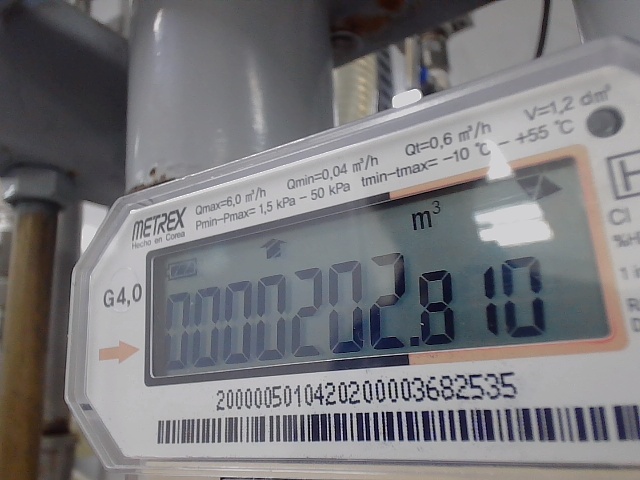 V=1,2 dm³
Qmax=6,0 m³/h Qmin=0,04 m³/h Qt=0,6 m³/h
Pmin-Pmax= 1,5 kPa - 50 kPa tmin-tmax= -10 °C - +55 °C
METREX
Hecho en Corea
m³
G4,0
0000202.810
20000050104202000003682535
H
Cl